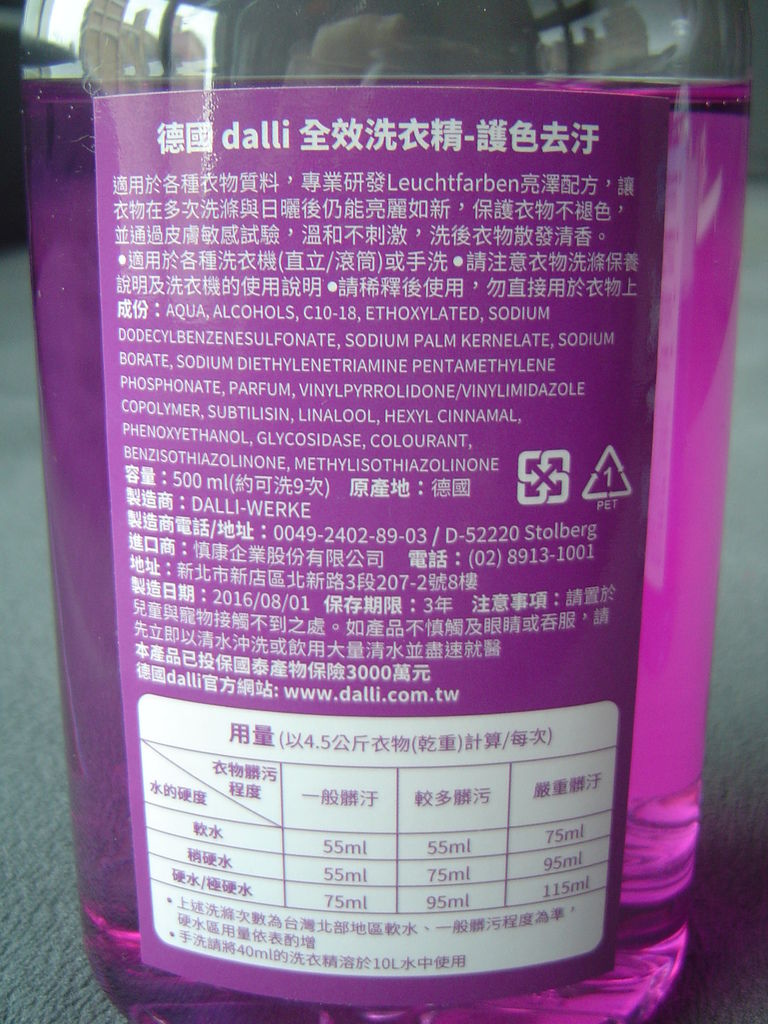 德國 dalli 全效洗衣精-護色去汙
適用於各種衣物質料，專業研發Leuchtfarben亮澤配方，讓
衣物在多次洗滌與日曬後仍能亮麗如新，保護衣物不褪色，
並通過皮膚敏感試驗，溫和不刺激，洗後衣物散發清香。
•適用於各種洗衣機(直立/滾筒)或手洗 •請注意衣物洗滌保養
說明及洗衣機的使用說明 •請稀釋後使用，勿直接用於衣物上
成份：AQUA, ALCOHOLS, C10-18, ETHOXYLATED, SODIUM
DODECYLBENZENESULFONATE, SODIUM PALM KERNELATE, SODIUM
BORATE, SODIUM DIETHYLENETRIAMINE PENTAMETHYLENE
PHOSPHONATE, PARFUM, VINYLPYRROLIDONE/VINYLIMIDAZOLE
COPOLYMER, SUBTILISIN, LINALOOL, HEXYL CINNAMAL,
PHENOXYETHANOL, GLYCOSIDASE, COLOURANT,
BENZISOTHIAZOLINONE, METHYLISOTHIAZOLINONE
容量：500 ml(約可洗9次) 原產地：德國
1
PET
製造商：DALLI-WERKE
製造商電話/地址：0049-2402-89-03 / D-52220 Stolberg
進口商：慎康企業股份有限公司 電話：(02) 8913-1001
地址：新北市新店區北新路3段207-2號8樓
製造日期：2016/08/01 保存期限：3年 注意事項：請置於
兒童與寵物接觸不到之處。如產品不慎觸及眼睛或吞服，請
先立即以清水沖洗或飲用大量清水並盡速就醫
本產品已投保國泰產物保險3000萬元
德國dalli官方網站: www.dalli.com.tw
用量 (以4.5公斤衣物(乾重)計算/每次)
衣物髒污
程度
水的硬度
一般髒汙 較多髒污 嚴重髒汙
軟水 55ml 55ml 75ml
稍硬水 55ml 75ml 95ml
硬水/極硬水 75ml 95ml 115ml
•上述洗滌次數為台灣北部地區軟水、一般髒污程度為準，
硬水區用量依表酌增
•手洗請將40ml的洗衣精溶於10L水中使用